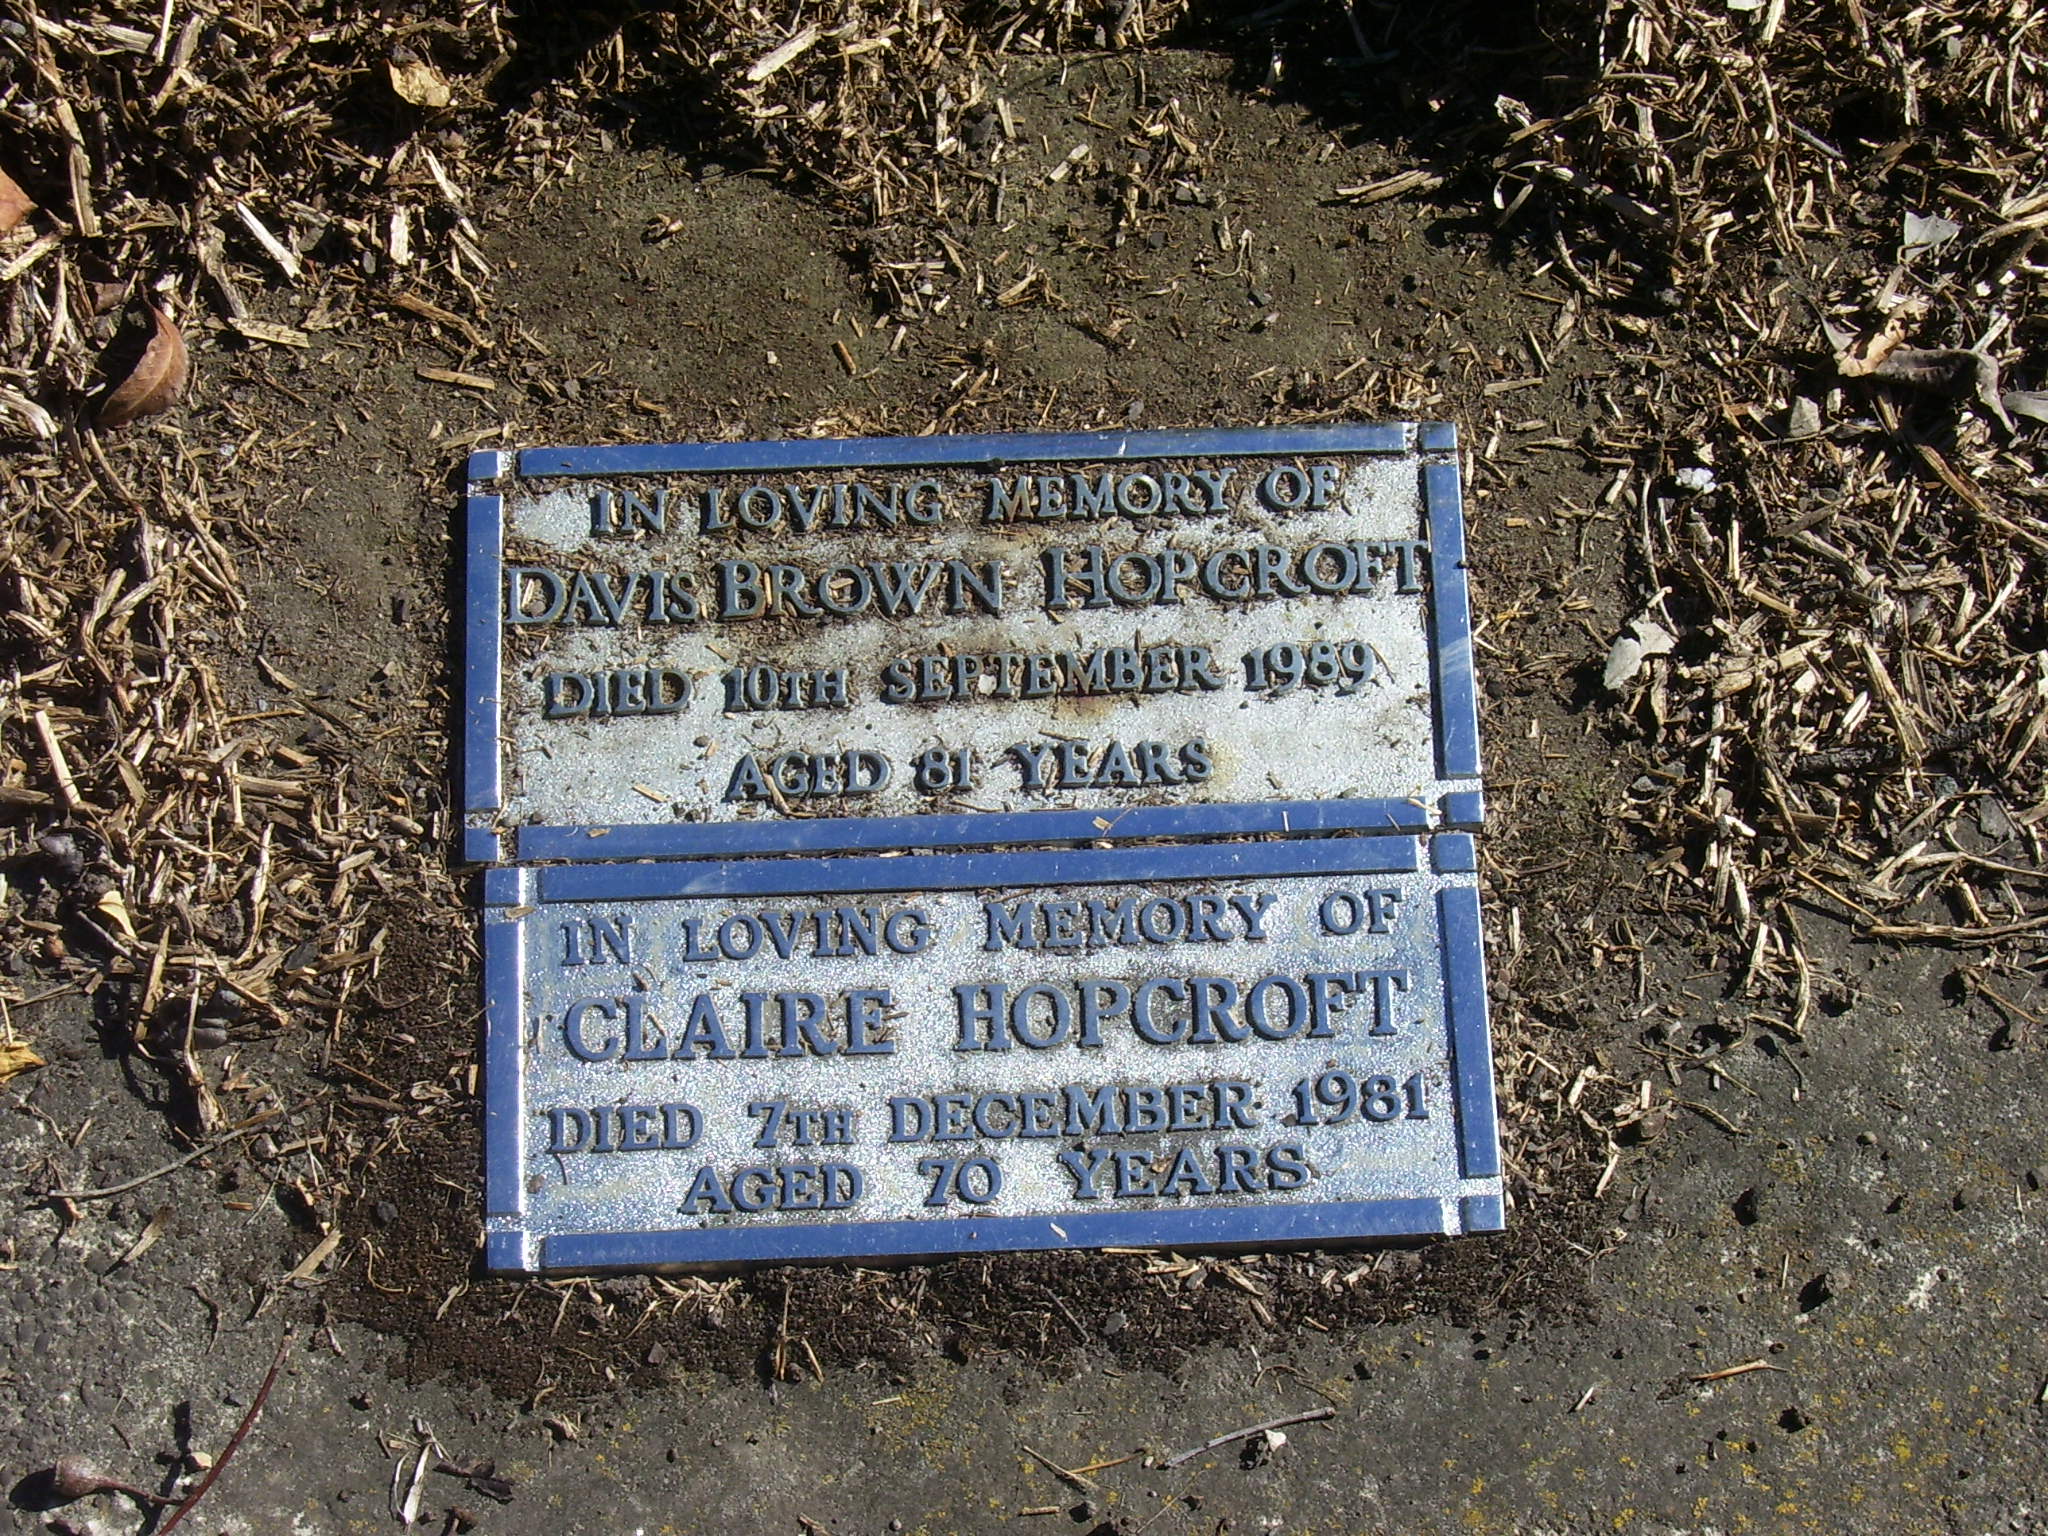 IN LOVING MEMORY OF
DAVIS BROWN HOPCROFT
DIED 10TH SEPTEMBER 1989
AGED 81 YEARS
IN LOVING MEMORY OF
CLAIRE HOPCROFT
DIED 7TH DECEMBER 1981
AGED 70 YEARS